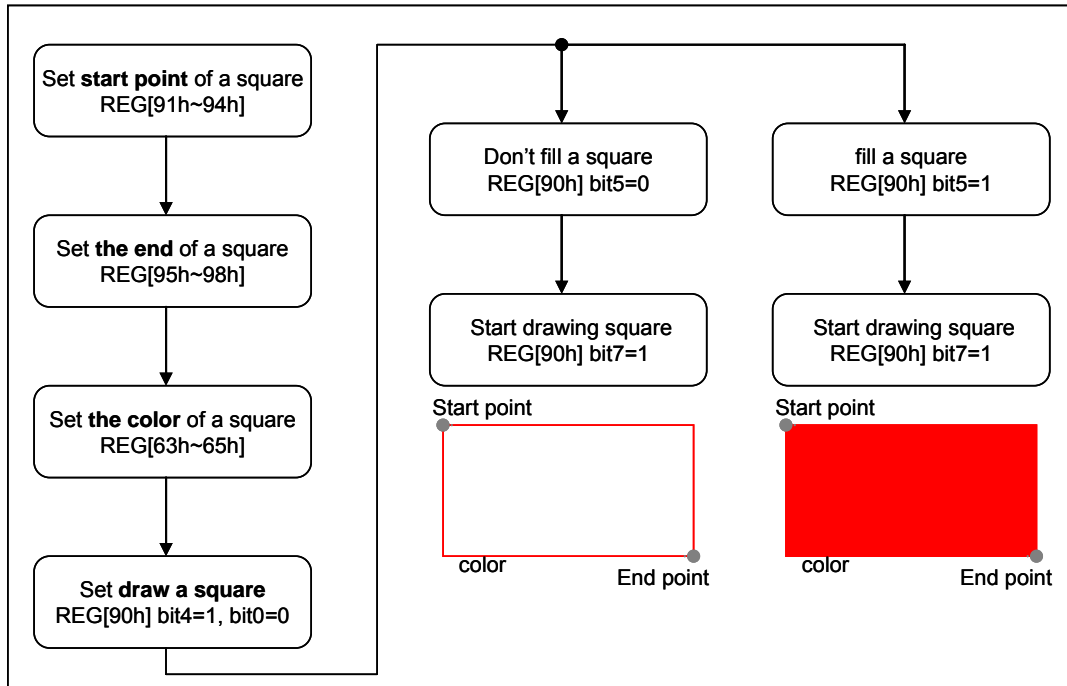 Set start point of a square
REG[91h~94h]
Set the end of a square
REG[95h~98h]
Set the color of a square
REG[63h~65h]
Set draw a square
REG[90h] bit4=1, bit0=0
Don't fill a square
REG[90h] bit5=0
Start drawing square
REG[90h] bit7=1
Start point
color
End point
fill a square
REG[90h] bit5=1
Start drawing square
REG[90h] bit7=1
Start point
color
End point